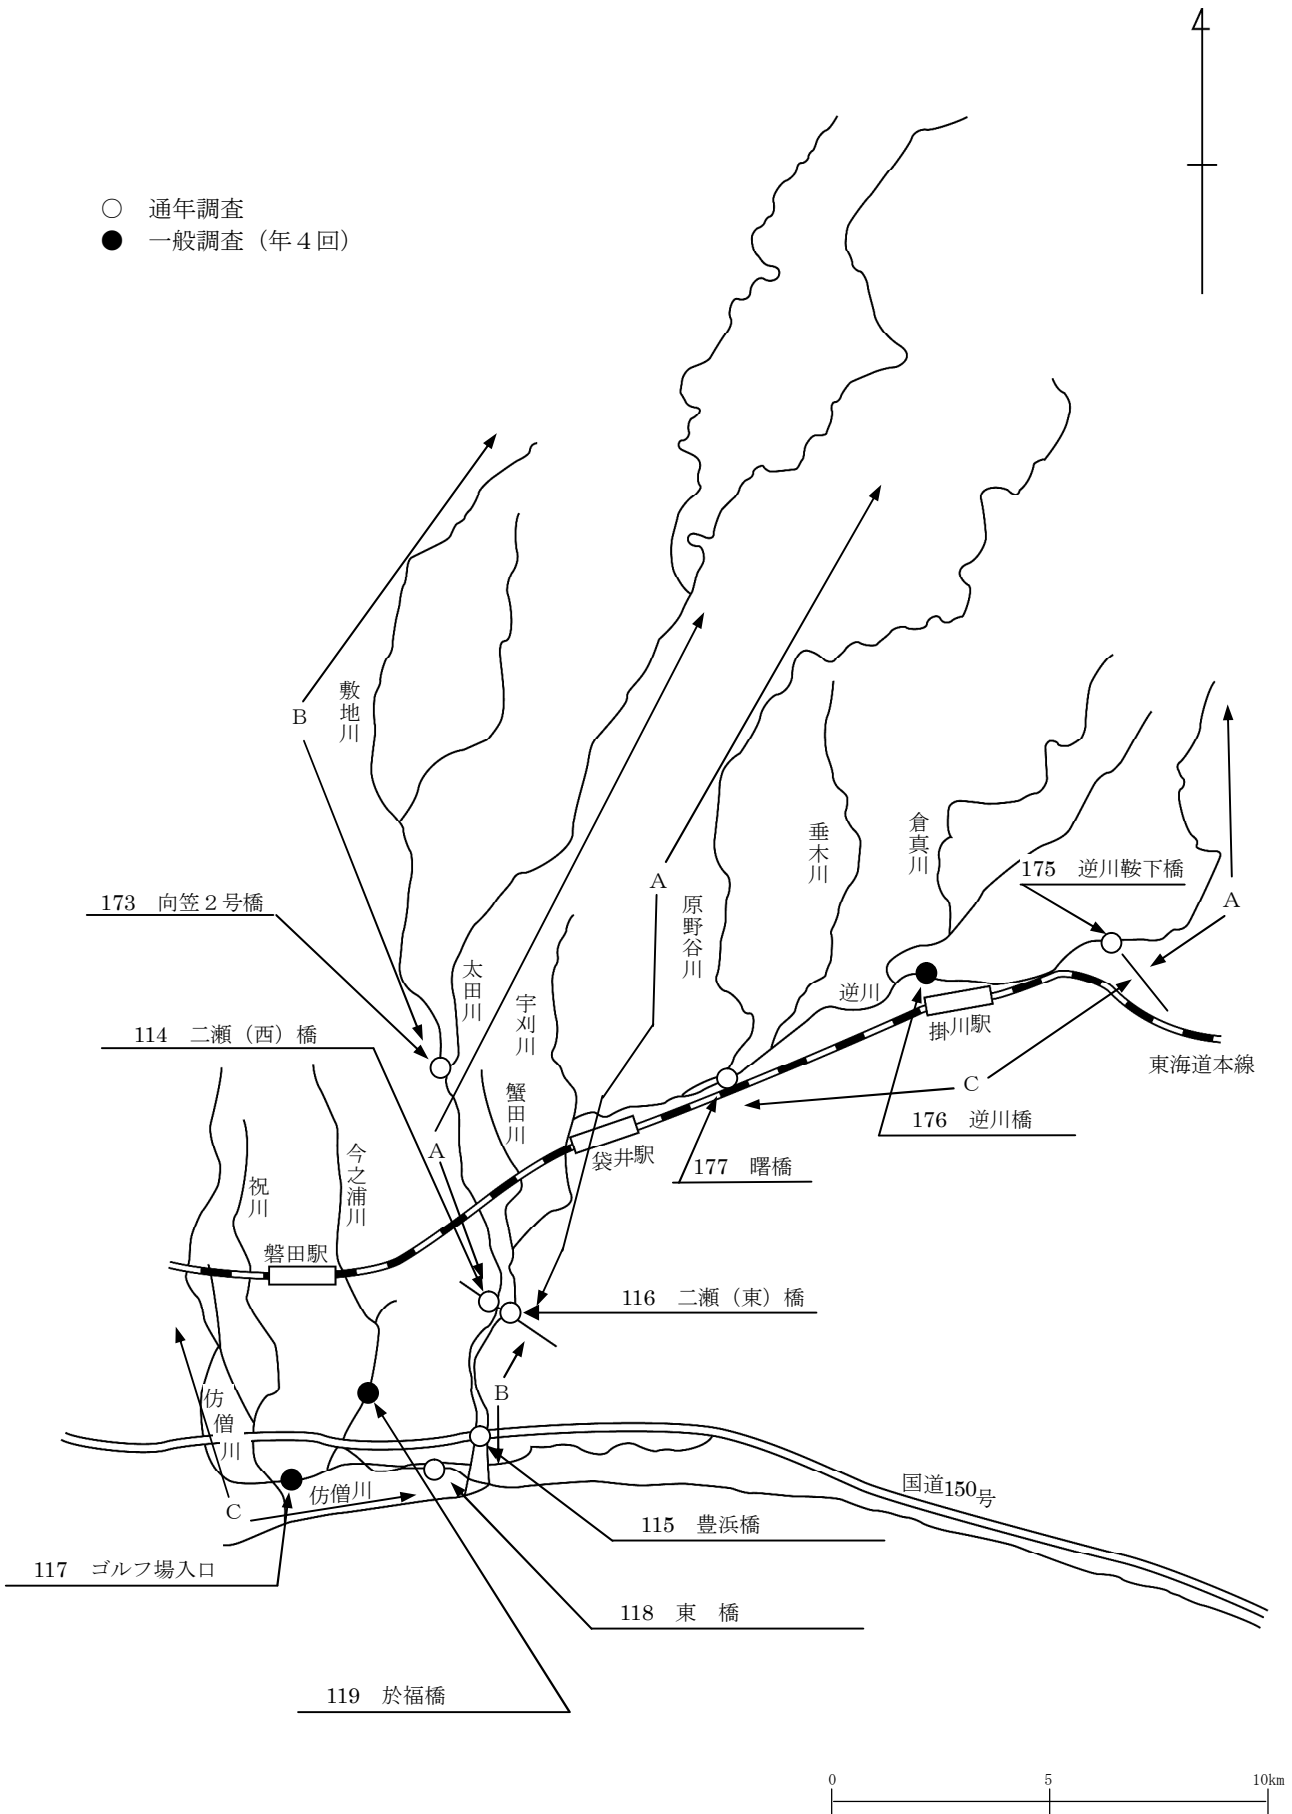 ○ 通年調査
● 一般調査（年４回）
敷地川
B
173 向笠２号橋
114 二瀬（西）橋
太田川
宇刈川
蟹田川
A
A
原野谷川
垂木川
倉真川
175 逆川鞍下橋
A
逆川
掛川駅
東海道本線
C
176 逆川橋
177 曙橋
袋井駅
祝川
今之浦川
磐田駅
A
116 二瀬（東）橋
B
仿僧川
仿僧川
C
国道150号
115 豊浜橋
117 ゴルフ場入口
118 東 橋
119 於福橋
0 5 10km